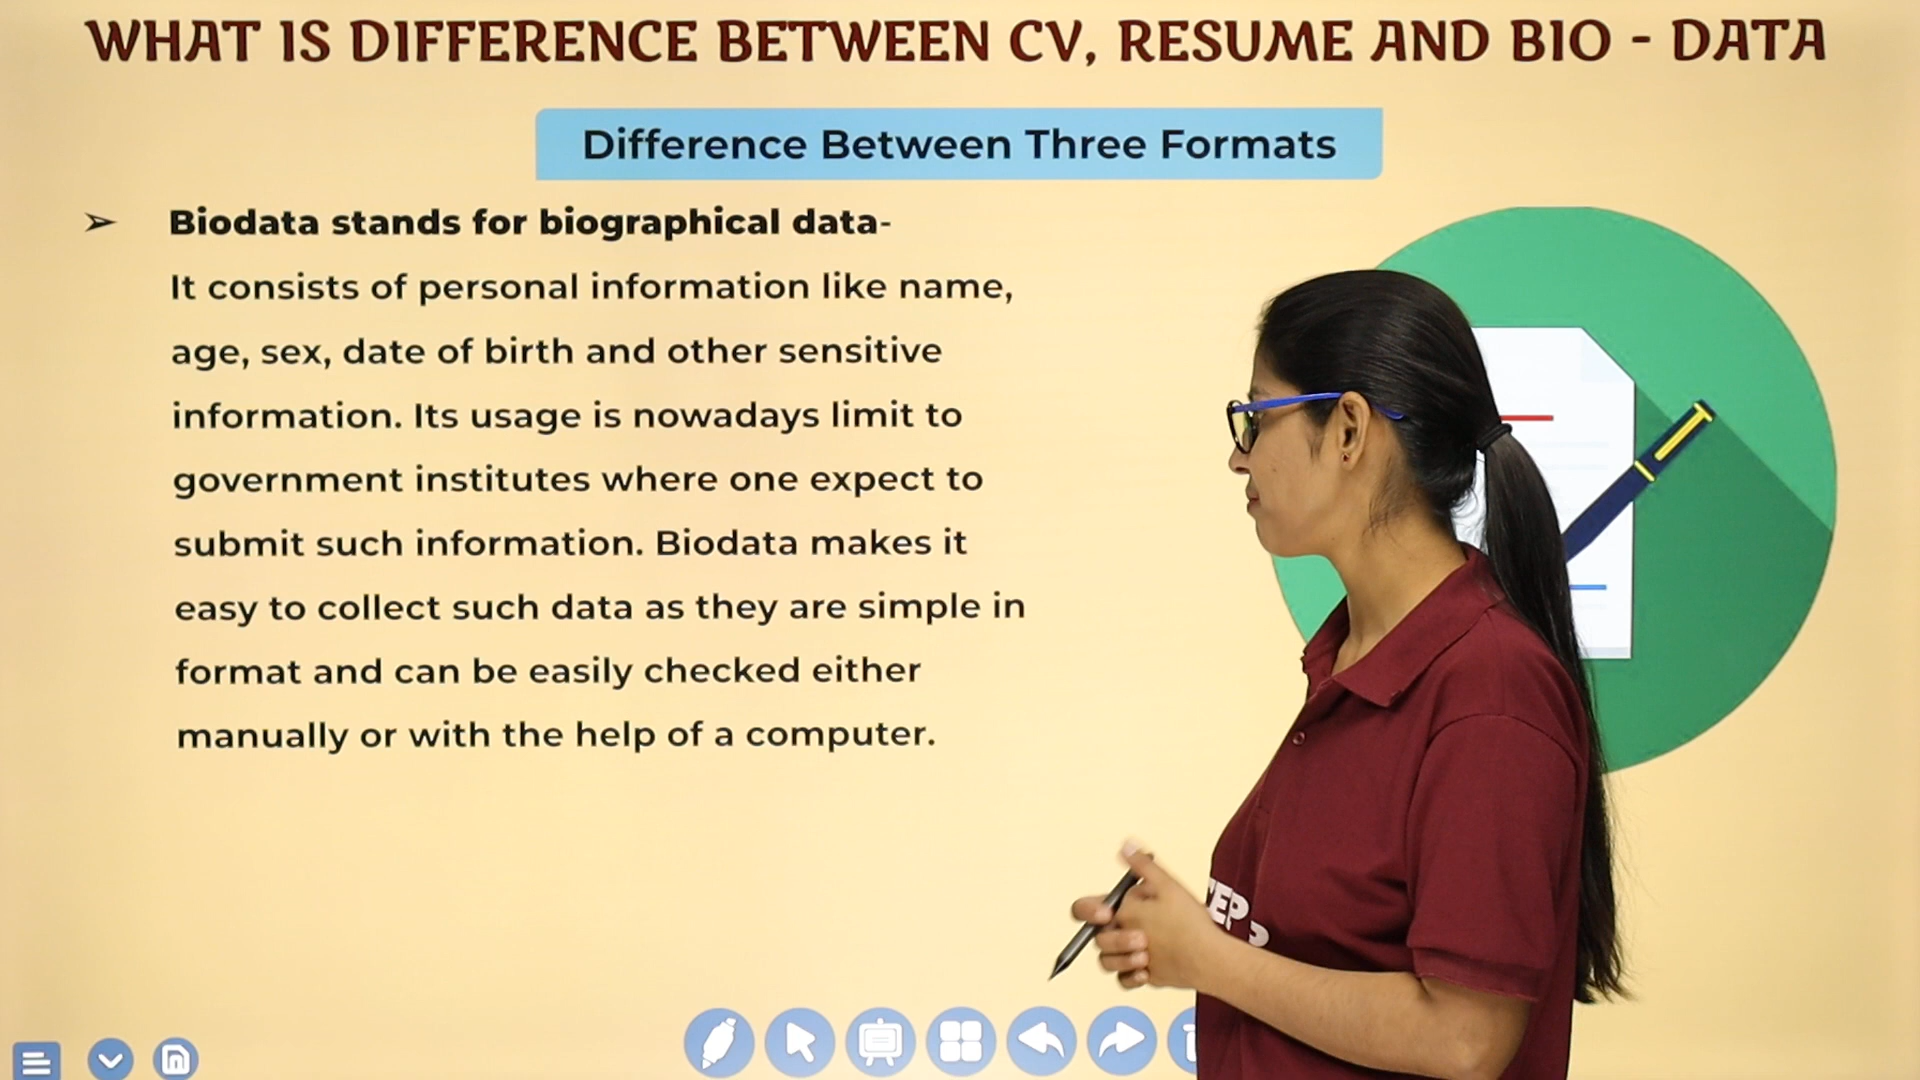 WHAT IS DIFFERENCE BETWEEN CV, RESUME AND BIO - DATA
Difference Between Three Formats
➢ Biodata stands for biographical data-
It consists of personal information like name,
age, sex, date of birth and other sensitive
information. Its usage is nowadays limit to
government institutes where one expect to
submit such information. Biodata makes it
easy to collect such data as they are simple in
format and can be easily checked either
manually or with the help of a computer.